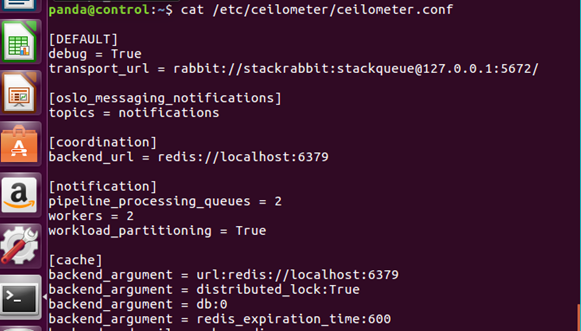 panda@control:~$ cat /etc/ceilometer/ceilometer.conf
[DEFAULT]
debug = True
transport_url = rabbit://stackrabbit:stackqueue@127.0.0.1:5672/
[oslo_messaging_notifications]
topics = notifications
[coordination]
backend_url = redis://localhost:6379
[notification]
pipeline_processing_queues = 2
workers = 2
workload_partitioning = True
[cache]
backend_argument = url:redis://localhost:6379
backend_argument = distributed_lock:True
backend_argument = db:0
backend_argument = redis_expiration_time:600